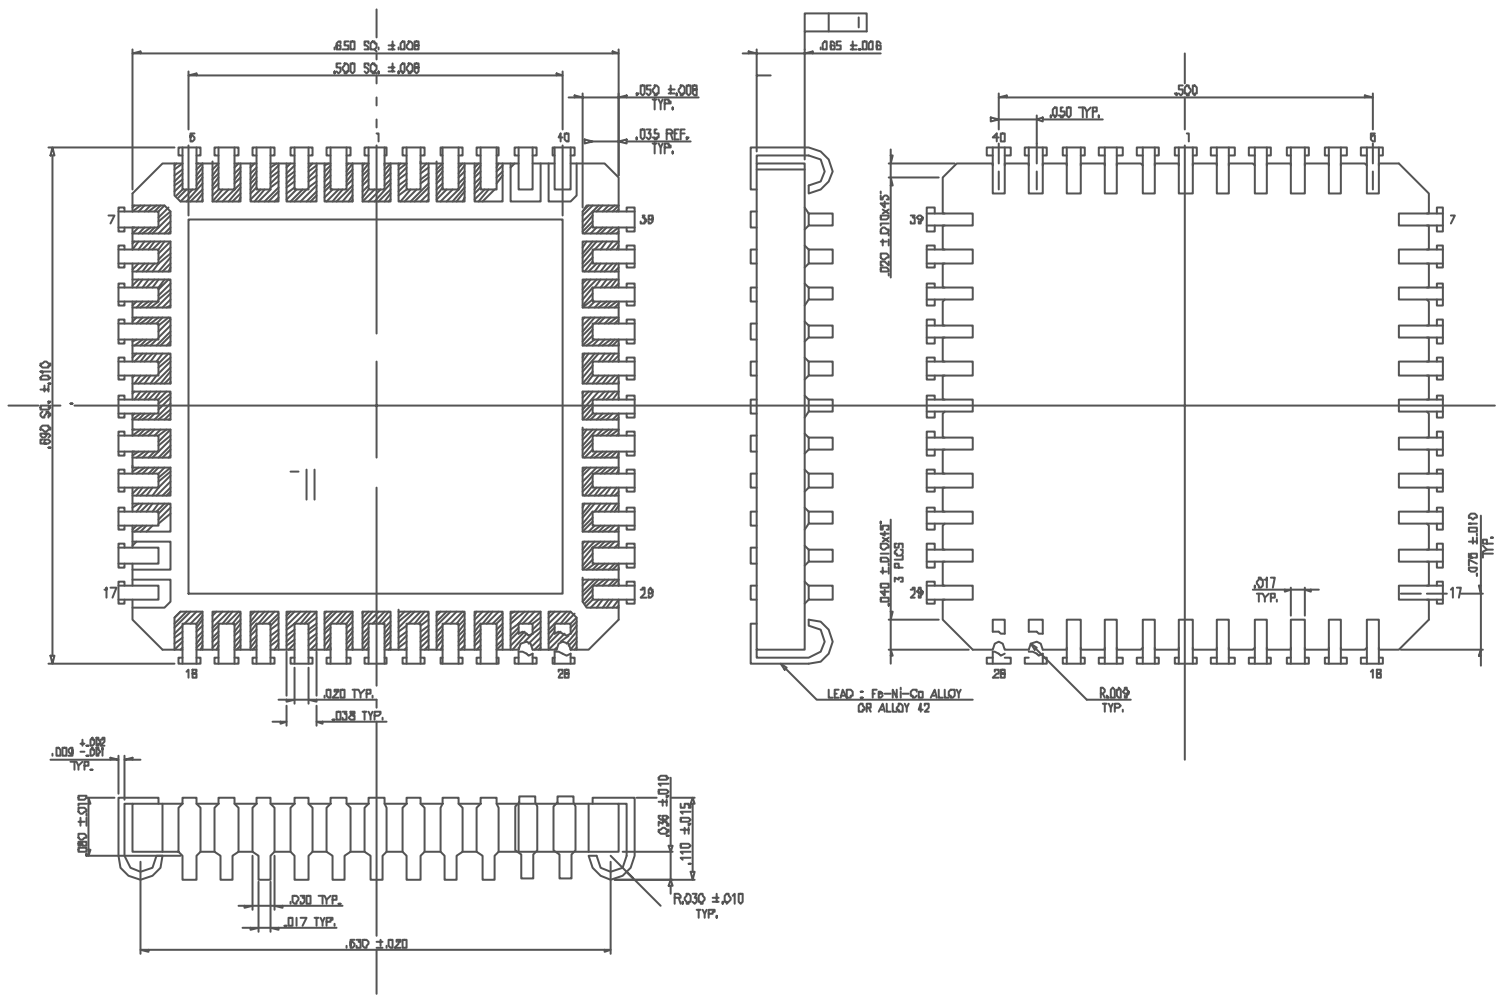 .650 SQ. ±.008
.500 SQ. ±.008
.050 ±.008
TYP.
.035 REF.
TYP.
6
1
40
7
39
.690 SQ. ±.010
17
29
18
28
.020 TYP.
.038 TYP.
.065 ±.006
LEAD : Fe-Ni-Co ALLOY
OR ALLOY 42
.500
.050 TYP.
40
1
6
.020 ±.010x45°
39
7
.040 ±.010x45°
3 PLCS
29
17
.017
TYP.
.076 ±.010
TYP.
28
18
R.009
TYP.
+.002
.009 -.001
TYP.
.080 ±.010
.036 ±.010
.110 ±.015
.030 TYP.
.017 TYP.
R.030 ±.010
TYP.
.630 ±.020